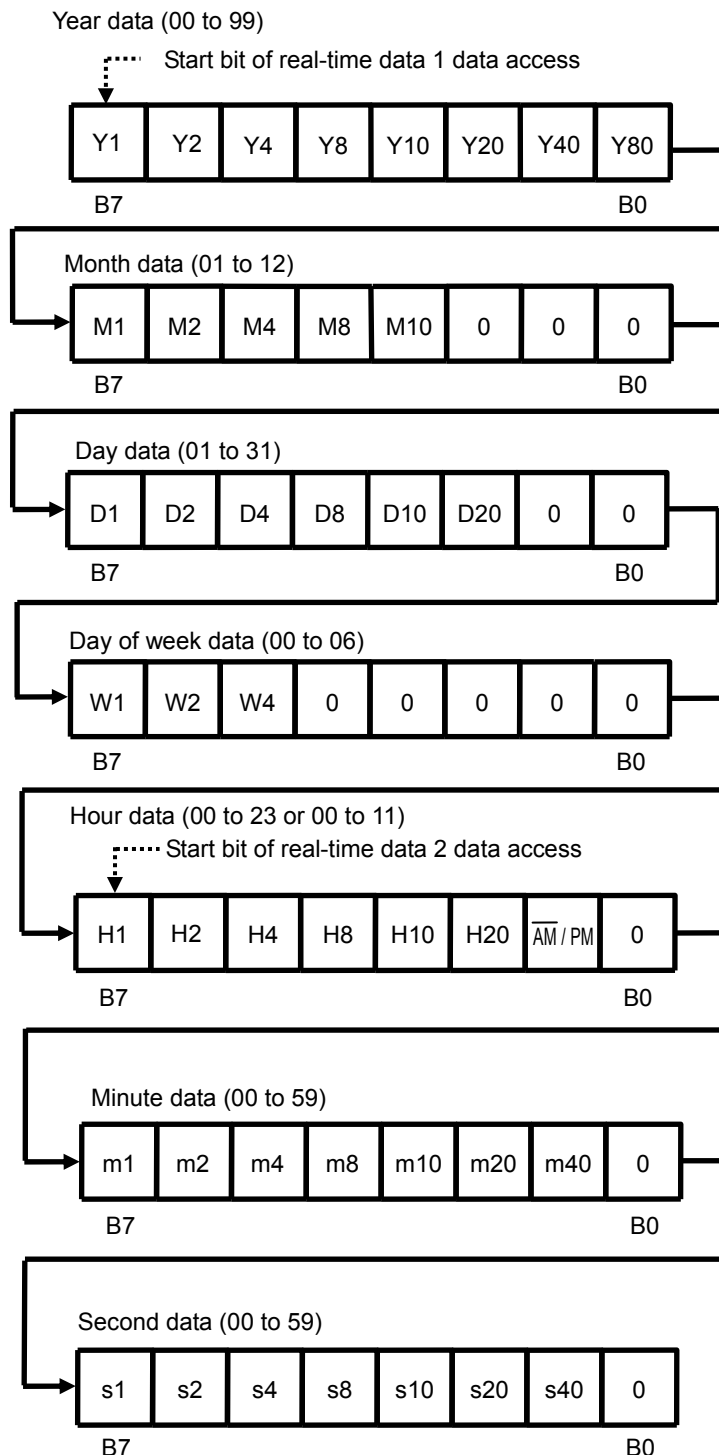 Year data (00 to 99)
Start bit of real-time data 1 data access
Y1 Y2 Y4 Y8 Y10 Y20 Y40 Y80
B7 B0
Month data (01 to 12)
M1 M2 M4 M8 M10 0 0 0
B7 B0
Day data (01 to 31)
D1 D2 D4 D8 D10 D20 0 0
B7 B0
Day of week data (00 to 06)
W1 W2 W4 0 0 0 0 0
B7 B0
Hour data (00 to 23 or 00 to 11)
Start bit of real-time data 2 data access
H1 H2 H4 H8 H10 H20 A̅M̅ / PM 0
B7 B0
Minute data (00 to 59)
m1 m2 m4 m8 m10 m20 m40 0
B7 B0
Second data (00 to 59)
s1 s2 s4 s8 s10 s20 s40 0
B7 B0